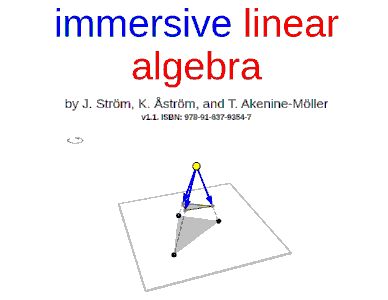 immersive linear
algebra
by J. Ström, K. Åström, and T. Akenine-Möller
v1.1. ISBN: 978-91-637-9354-7